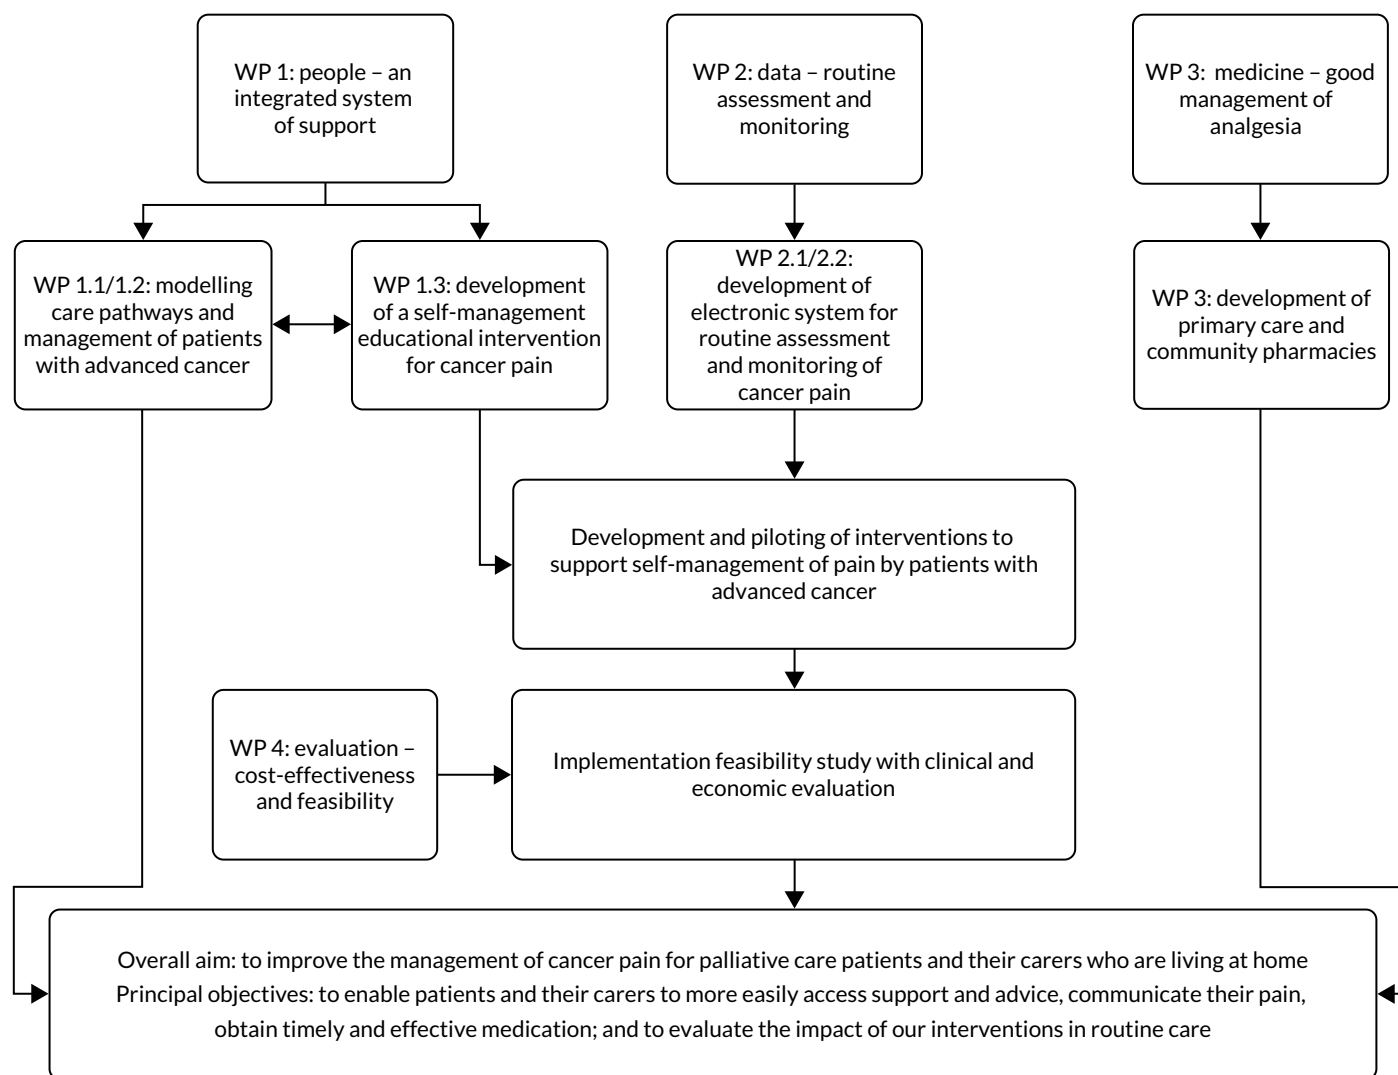 WP 1: people – an
integrated system
of support
WP 2: data – routine
assessment and
monitoring
WP 3:  medicine – good
management of
analgesia
WP 1.1/1.2: modelling
care pathways and
management of patients
with advanced cancer
WP 1.3: development
of a self-management
educational intervention
for cancer pain
WP 2.1/2.2:
development of
electronic system for
routine assessment
and monitoring of
cancer pain
WP 3: development of
primary care and
community pharmacies
Development and piloting of interventions to
support self-management of pain by patients with
advanced cancer
WP 4: evaluation –
cost-effectiveness
and feasibility
Implementation feasibility study with clinical and
economic evaluation
Overall aim: to improve the management of cancer pain for palliative care patients and their carers who are living at home
Principal objectives: to enable patients and their carers to more easily access support and advice, communicate their pain,
obtain timely and effective medication; and to evaluate the impact of our interventions in routine care